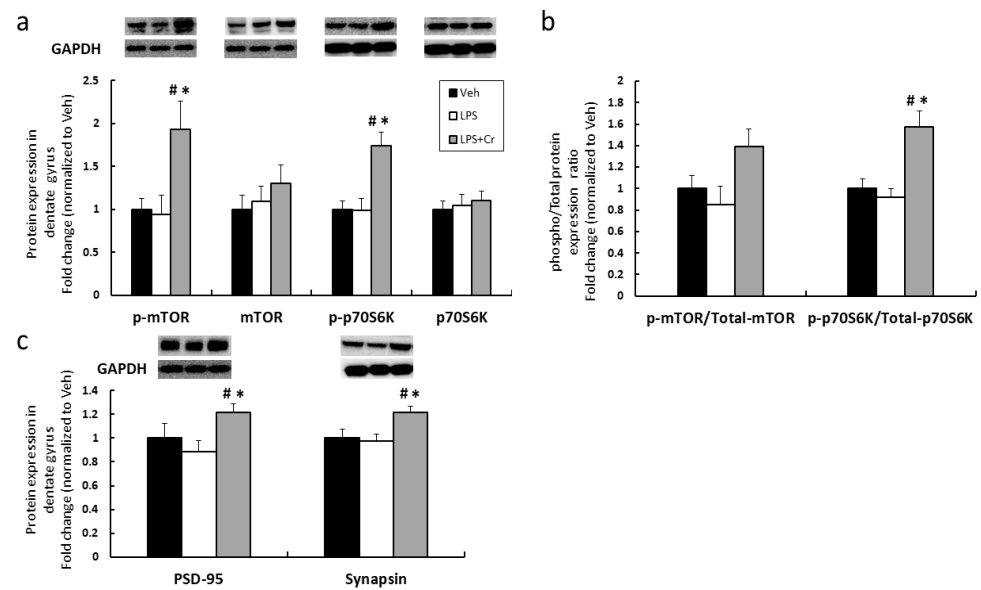 a
GAPDH
Protein expression in
dentate gyrus
Fold change (normalized to Veh)
2.5
2
1.5
1
0.5
0
# *
# *
Veh
LPS
LPS+Cr
p-mTOR
mTOR
p-p70S6K
p70S6K
b
phospho/Total protein
expression ratio
Fold change (normalized to Veh)
2
1.8
1.6
1.4
1.2
1
0.8
0.6
0.4
0.2
0
# *
p-mTOR/Total-mTOR
p-p70S6K/Total-p70S6K
c
GAPDH
Protein expression in
dentate gyrus
Fold change (normalized to Veh)
1.4
1.2
1
0.8
0.6
0.4
0.2
0
# *
# *
PSD-95
Synapsin